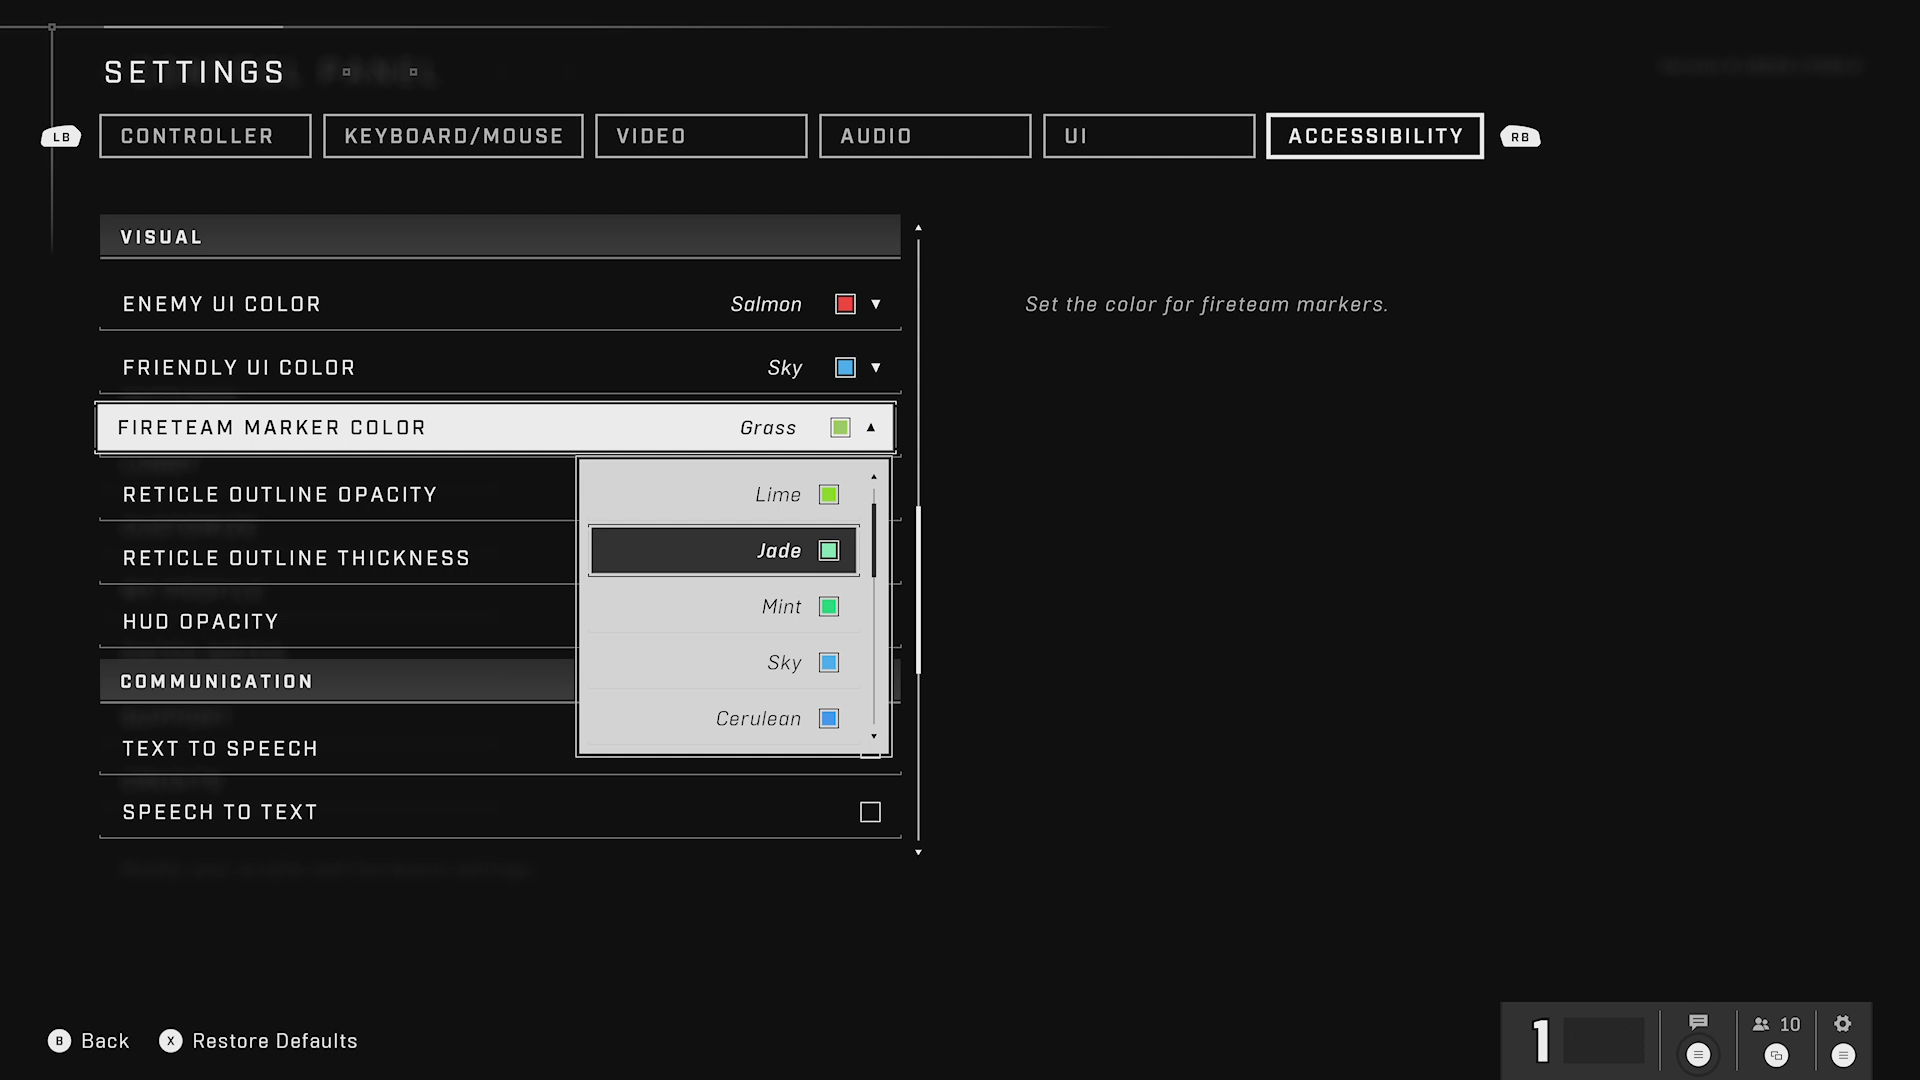 SETTINGS
LB
CONTROLLER
KEYBOARD/MOUSE
VIDEO
AUDIO
UI
ACCESSIBILITY
RB
VISUAL
ENEMY UI COLOR Salmon
Set the color for fireteam markers.
FRIENDLY UI COLOR Sky
FIRETEAM MARKER COLOR Grass
RETICLE OUTLINE OPACITY
Lime
Jade
RETICLE OUTLINE THICKNESS
Mint
HUD OPACITY
Sky
COMMUNICATION
Cerulean
TEXT TO SPEECH
SPEECH TO TEXT
B Back
X Restore Defaults
1
10